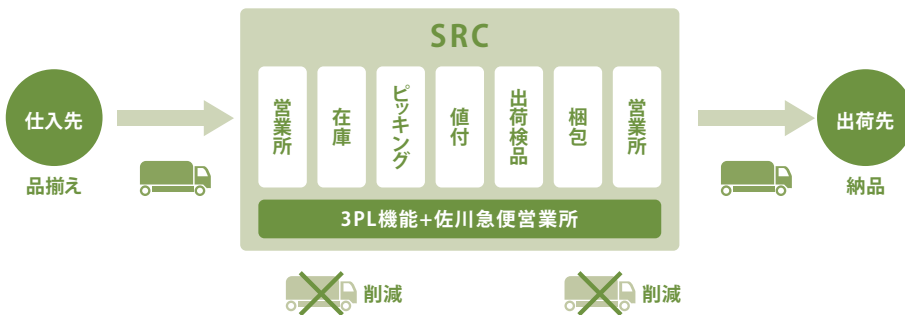 SRC
仕入先
品揃え
営業所
在庫
ピッキング
値付
出荷検品
梱包
営業所
3PL機能+佐川急便営業所
出荷先
納品
削減
削減